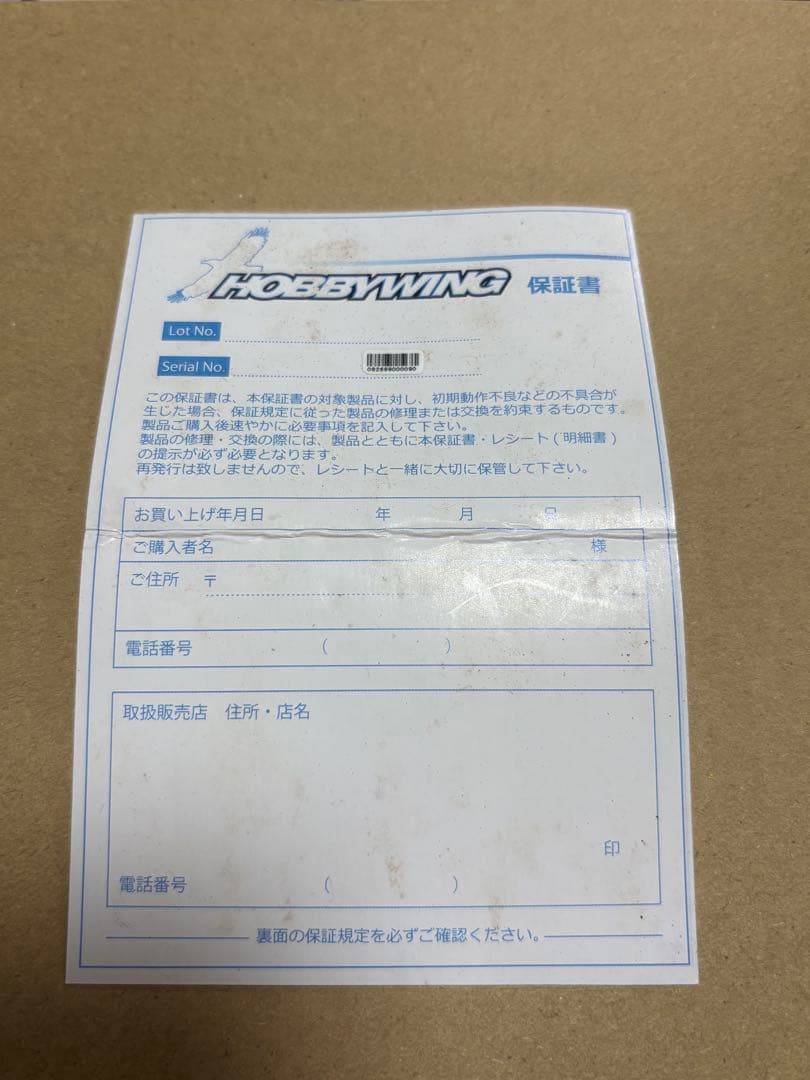 HOBBYWING 保証書
Lot No.
Serial No.
この保証書は、本保証書の対象製品に対し、初期動作不良などの不具合が
生じた場合、保証規定に従った製品の修理または交換を約束するものです。
製品ご購入後速やかに必要事項を記入して下さい。
製品の修理・交換の際には、製品とともに本保証書・レシート(明細書)
の提示が必ず必要となります。
再発行は致しませんので、レシートと一緒に大切に保管して下さい。
お買い上げ年月日 年 月 日
ご購入者名 様
ご住所 〒
電話番号 ( )
取扱販売店 住所・店名
印
電話番号 ( )
裏面の保証規定を必ずご確認ください。